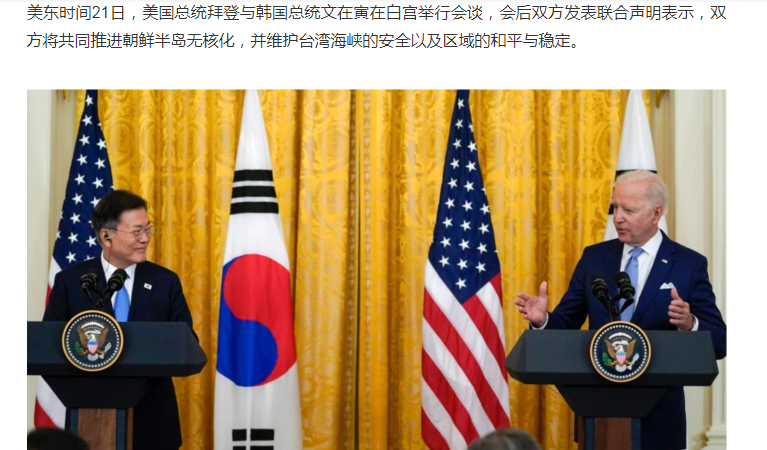 美东时间21日，美国总统拜登与韩国总统文在寅在白宫举行会谈，会后双方发表联合声明表示，双
方将共同推进朝鲜半岛无核化，并维护台湾海峡的安全以及区域的和平与稳定。